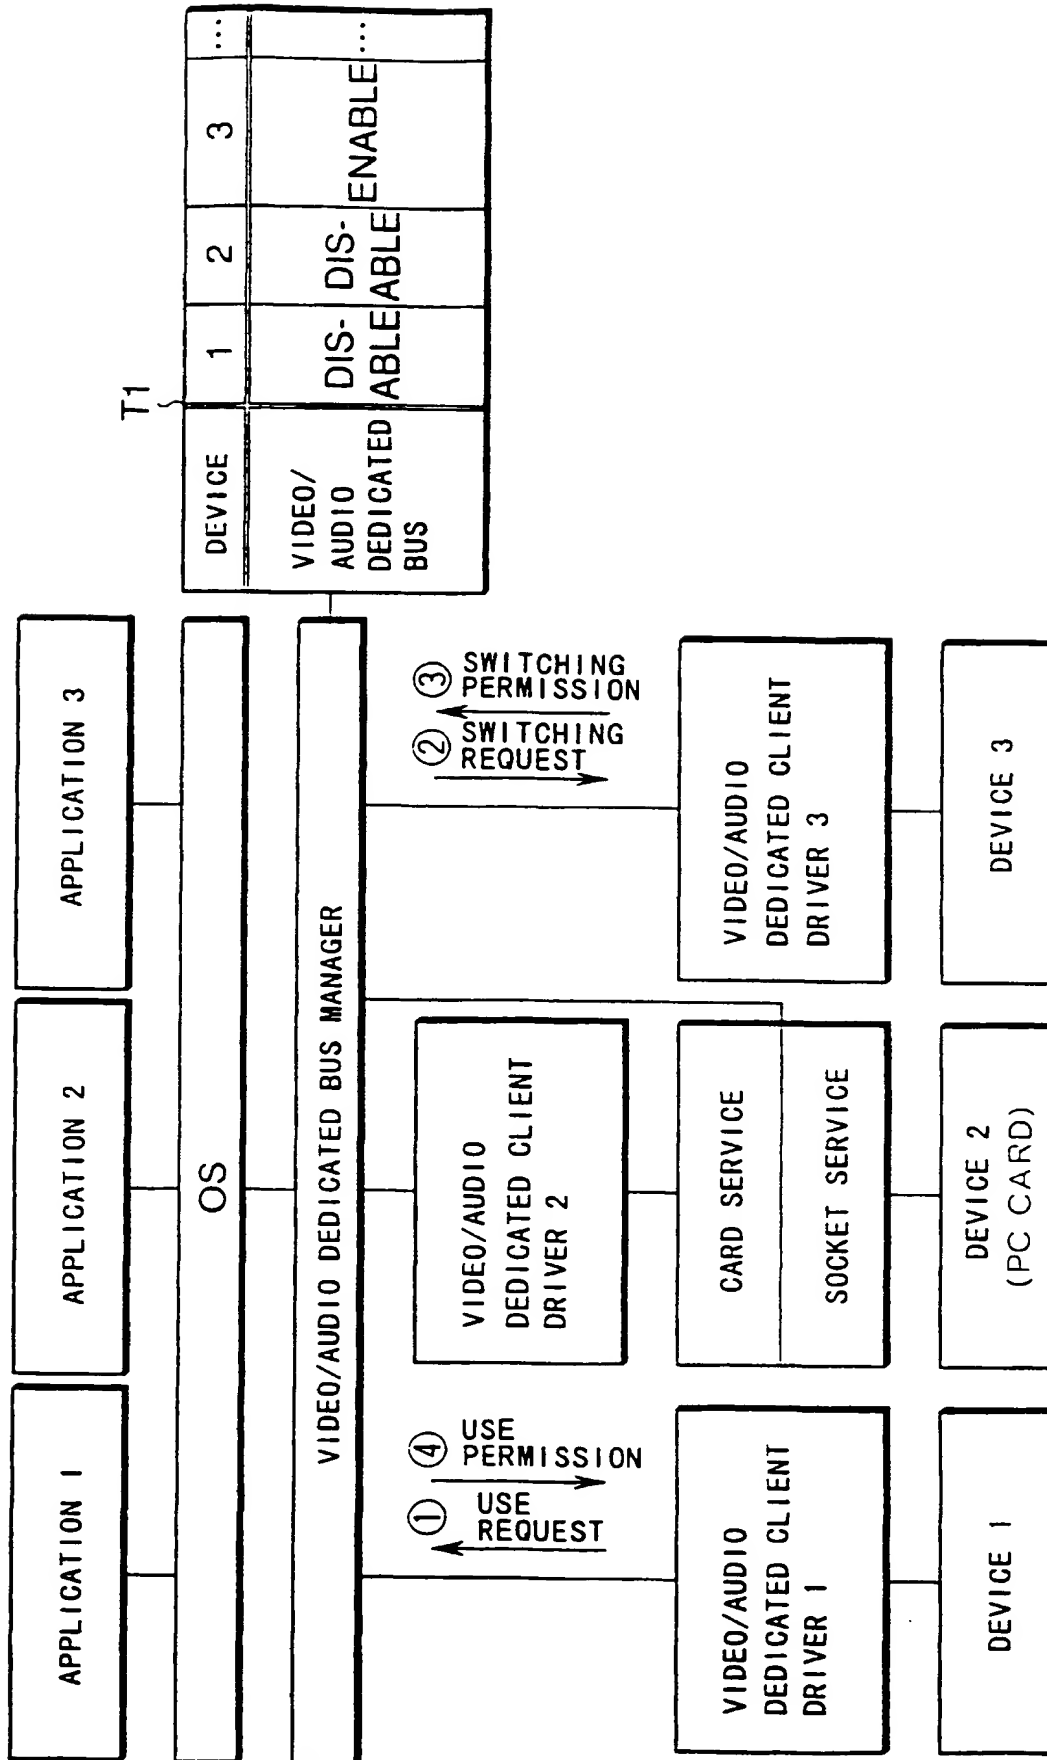 APPLICATION 1
APPLICATION 2
APPLICATION 3
OS
VIDEO/AUDIO DEDICATED BUS MANAGER
T1
DEVICE
1
2
3
...
VIDEO/
AUDIO
DEDICATED
BUS
DIS-
ABLE
DIS-
ABLE
ENABLE
...
① USE
REQUEST
④ USE
PERMISSION
② SWITCHING
REQUEST
③ SWITCHING
PERMISSION
VIDEO/AUDIO
DEDICATED CLIENT
DRIVER 1
VIDEO/AUDIO
DEDICATED CLIENT
DRIVER 2
VIDEO/AUDIO
DEDICATED CLIENT
DRIVER 3
CARD SERVICE
SOCKET SERVICE
DEVICE 1
DEVICE 2
(PC CARD)
DEVICE 3